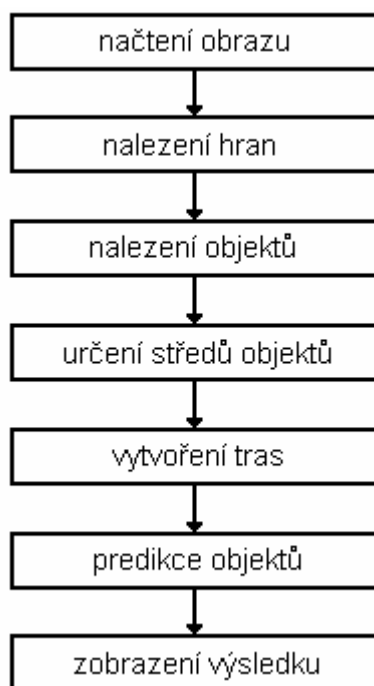 načtení obrazu
nalezení hran
nalezení objektů
určení středů objektů
vytvoření tras
predikce objektů
zobrazení výsledku